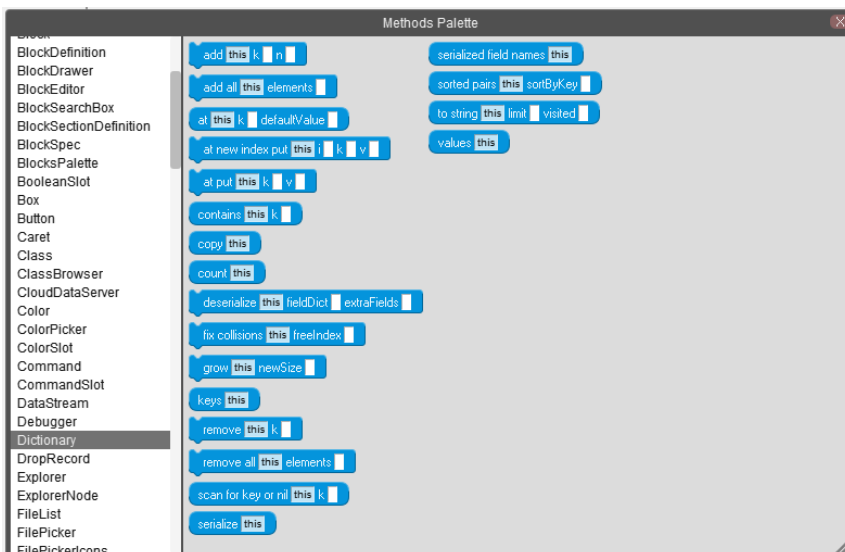 Methods Palette
Block
BlockDefinition
BlockDrawer
BlockEditor
BlockSearchBox
BlockSectionDefinition
BlockSpec
BlocksPalette
BooleanSlot
Box
Button
Caret
Class
ClassBrowser
CloudDataServer
Color
ColorPicker
ColorSlot
Command
CommandSlot
DataStream
Debugger
Dictionary
DropRecord
Explorer
ExplorerNode
FileList
FilePicker
FilePickerIcons
add this k n
add all this elements
at this k defaultValue
at new index put this i k v
at put this k v
contains this k
copy this
count this
deserialize this fieldDict extraFields
fix collisions this freeIndex
grow this newSize
keys this
remove this k
remove all this elements
scan for key or nil this k
serialize this
serialized field names this
sorted pairs this sortByKey
to string this limit visited
values this